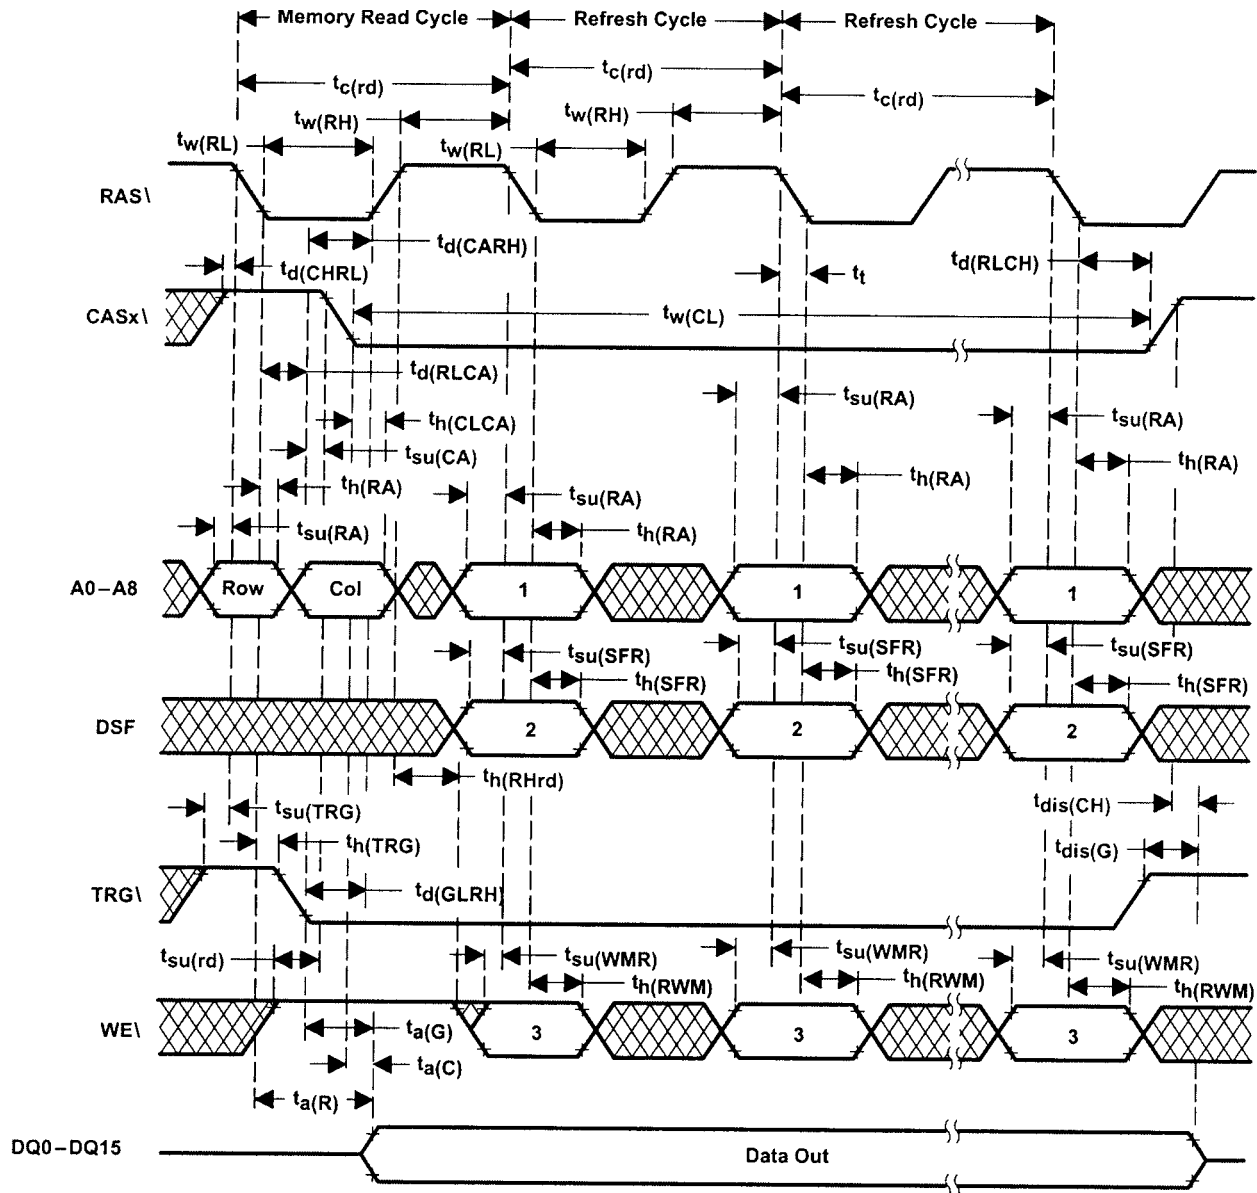 Memory Read Cycle Refresh Cycle Refresh Cycle
tc(rd) tc(rd) tc(rd)
tw(RH) tw(RH)
tw(RL) tw(RL)
RAS\
td(CARH)
td(CHRL) tt td(RLCH)
CASx\ tw(CL)
td(RLCA)
tsu(RA) tsu(RA)
th(CLCA)
tsu(CA) th(RA)
th(RA) tsu(RA) th(RA)
tsu(RA) th(RA)
A0–A8 Row Col 1 1 1
tsu(SFR) tsu(SFR) tsu(SFR)
th(SFR) th(SFR) th(SFR)
DSF 2 2 2
th(RHrd)
tsu(TRG) tdis(CH)
th(TRG) tdis(G)
TRG\ td(GLRH)
tsu(rd) tsu(WMR) tsu(WMR) tsu(WMR)
th(RWM) th(RWM) th(RWM)
WE\ ta(G) 3 3 3
ta(C)
ta(R)
DQ0–DQ15 Data Out